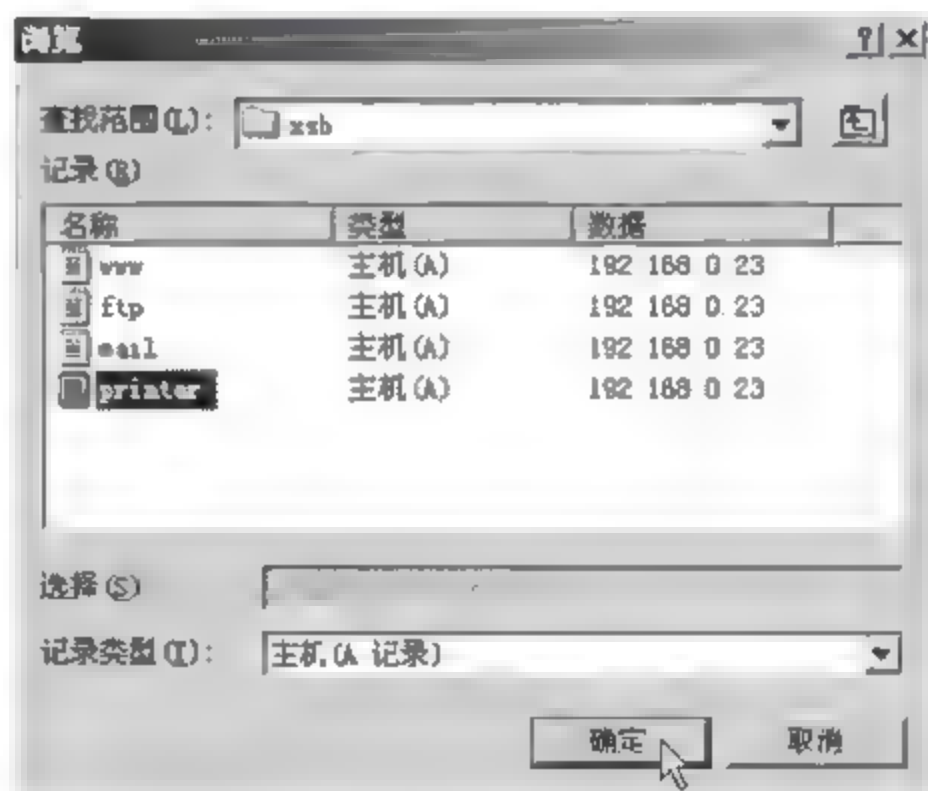 浏览
查找范围(L): xsb
记录(R)
名称 类型 数据
www 主机(A) 192 168 0 23
ftp 主机(A) 192 168 0.23
mail 主机(A) 192 168 0 23
printer 主机(A) 192 168 0 23
选择(S)
记录类型(T): 主机(A 记录)
确定 取消